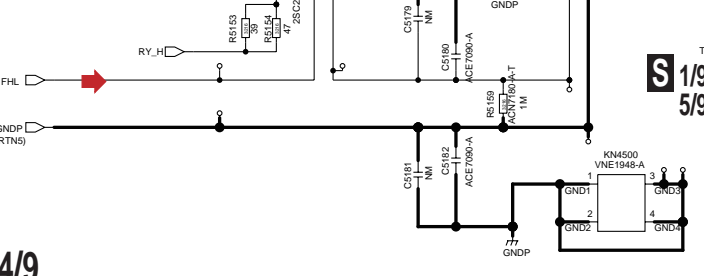 GNDP
R5153
39
R5154
47
2SC2
C5179
NM
C5180
ACE7090-A
RY_H
FHL
R5159
ACN7180-A-T
1M
S 1/9
5/9
GNDP
RTN5)
C5181
NM
C5182
ACE7090-A
KN4500
VNE1948-A
1
3
GND1
GND3
2
4
GND2
GND4
GNDP
4/9